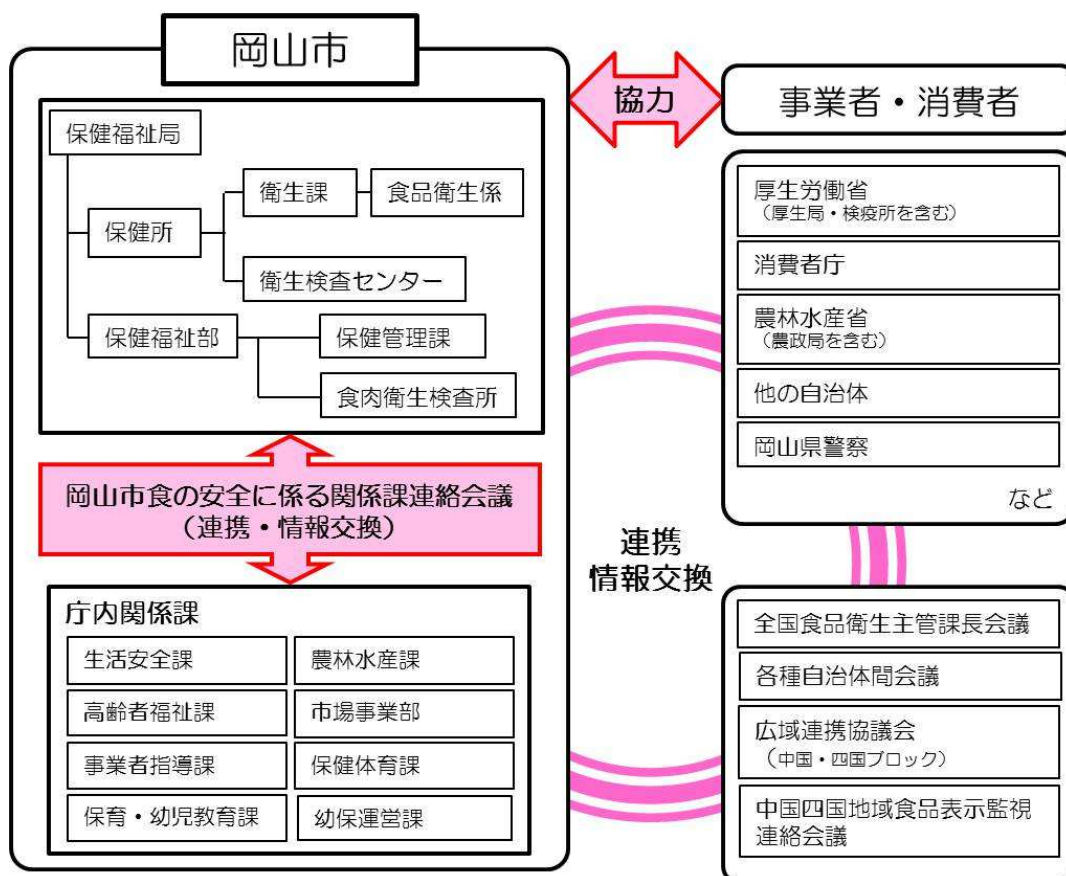 岡山市
保健福祉局
保健所
衛生課
食品衛生係
衛生検査センター
保健福祉部
保健管理課
食肉衛生検査所
岡山市食の安全に係る関係課連絡会議
（連携・情報交換）
庁内関係課
生活安全課
農林水産課
高齢者福祉課
市場事業部
事業者指導課
保健体育課
保育・幼児教育課
幼保運営課
協力
事業者・消費者
厚生労働省
（厚生局・検疫所を含む）
消費者庁
農林水産省
（農政局を含む）
他の自治体
岡山県警察
など
連携
情報交換
全国食品衛生主管課長会議
各種自治体間会議
広域連携協議会
（中国・四国ブロック）
中国四国地域食品表示監視
連絡会議